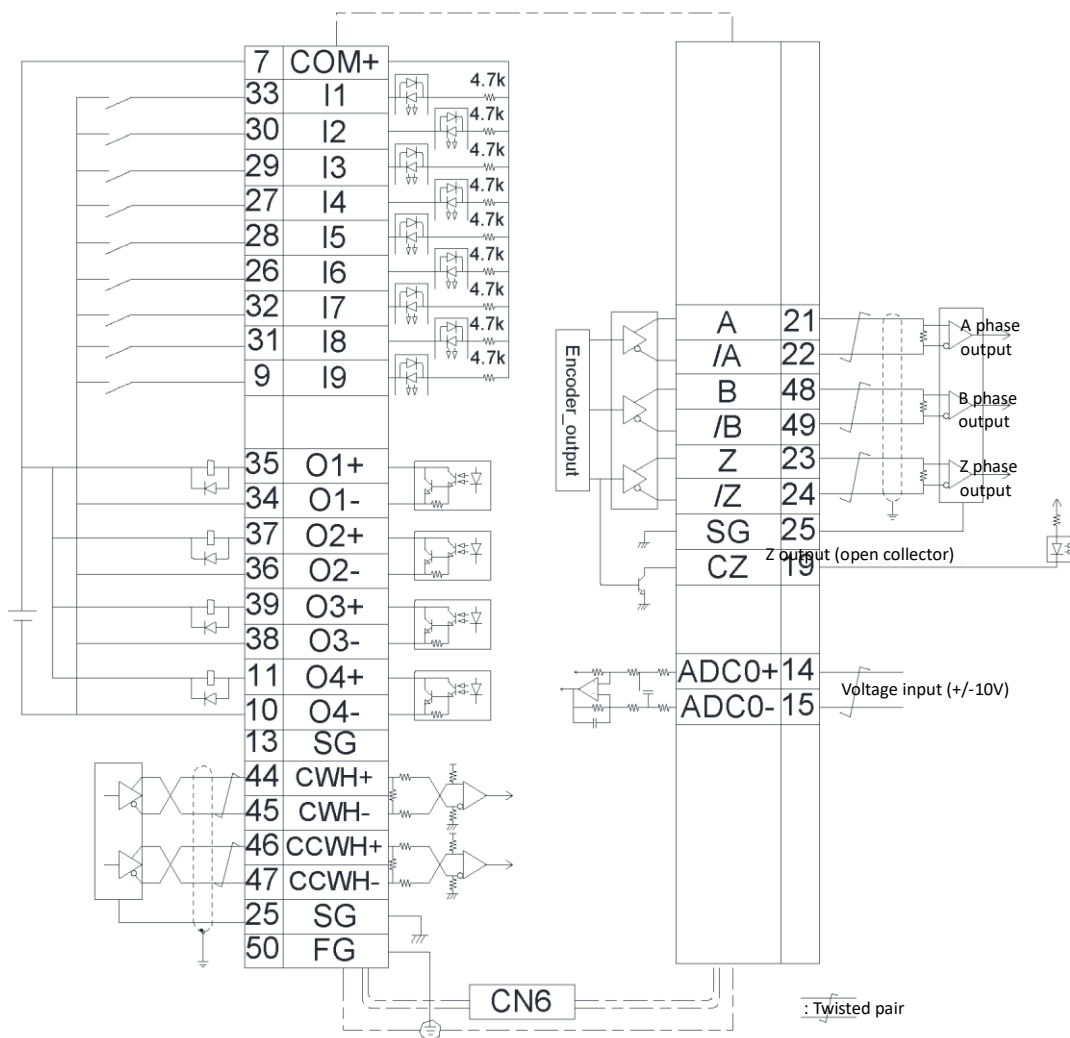 7 COM+
33 I1 4.7k
30 I2 4.7k
29 I3 4.7k
27 I4 4.7k
28 I5 4.7k
26 I6 4.7k
32 I7 4.7k
31 I8 4.7k
9 I9 4.7k
35 O1+
34 O1-
37 O2+
36 O2-
39 O3+
38 O3-
11 O4+
10 O4-
13 SG
44 CWH+
45 CWH-
46 CCWH+
47 CCWH-
25 SG
50 FG
CN6
Encoder_output
A 21
/A 22
B 48
/B 49
Z 23
/Z 24
SG 25
CZ 19
ADC0+ 14
ADC0- 15
A phase
output
B phase
output
Z phase
output
Z output (open collector)
Voltage input (+/-10V)
: Twisted pair